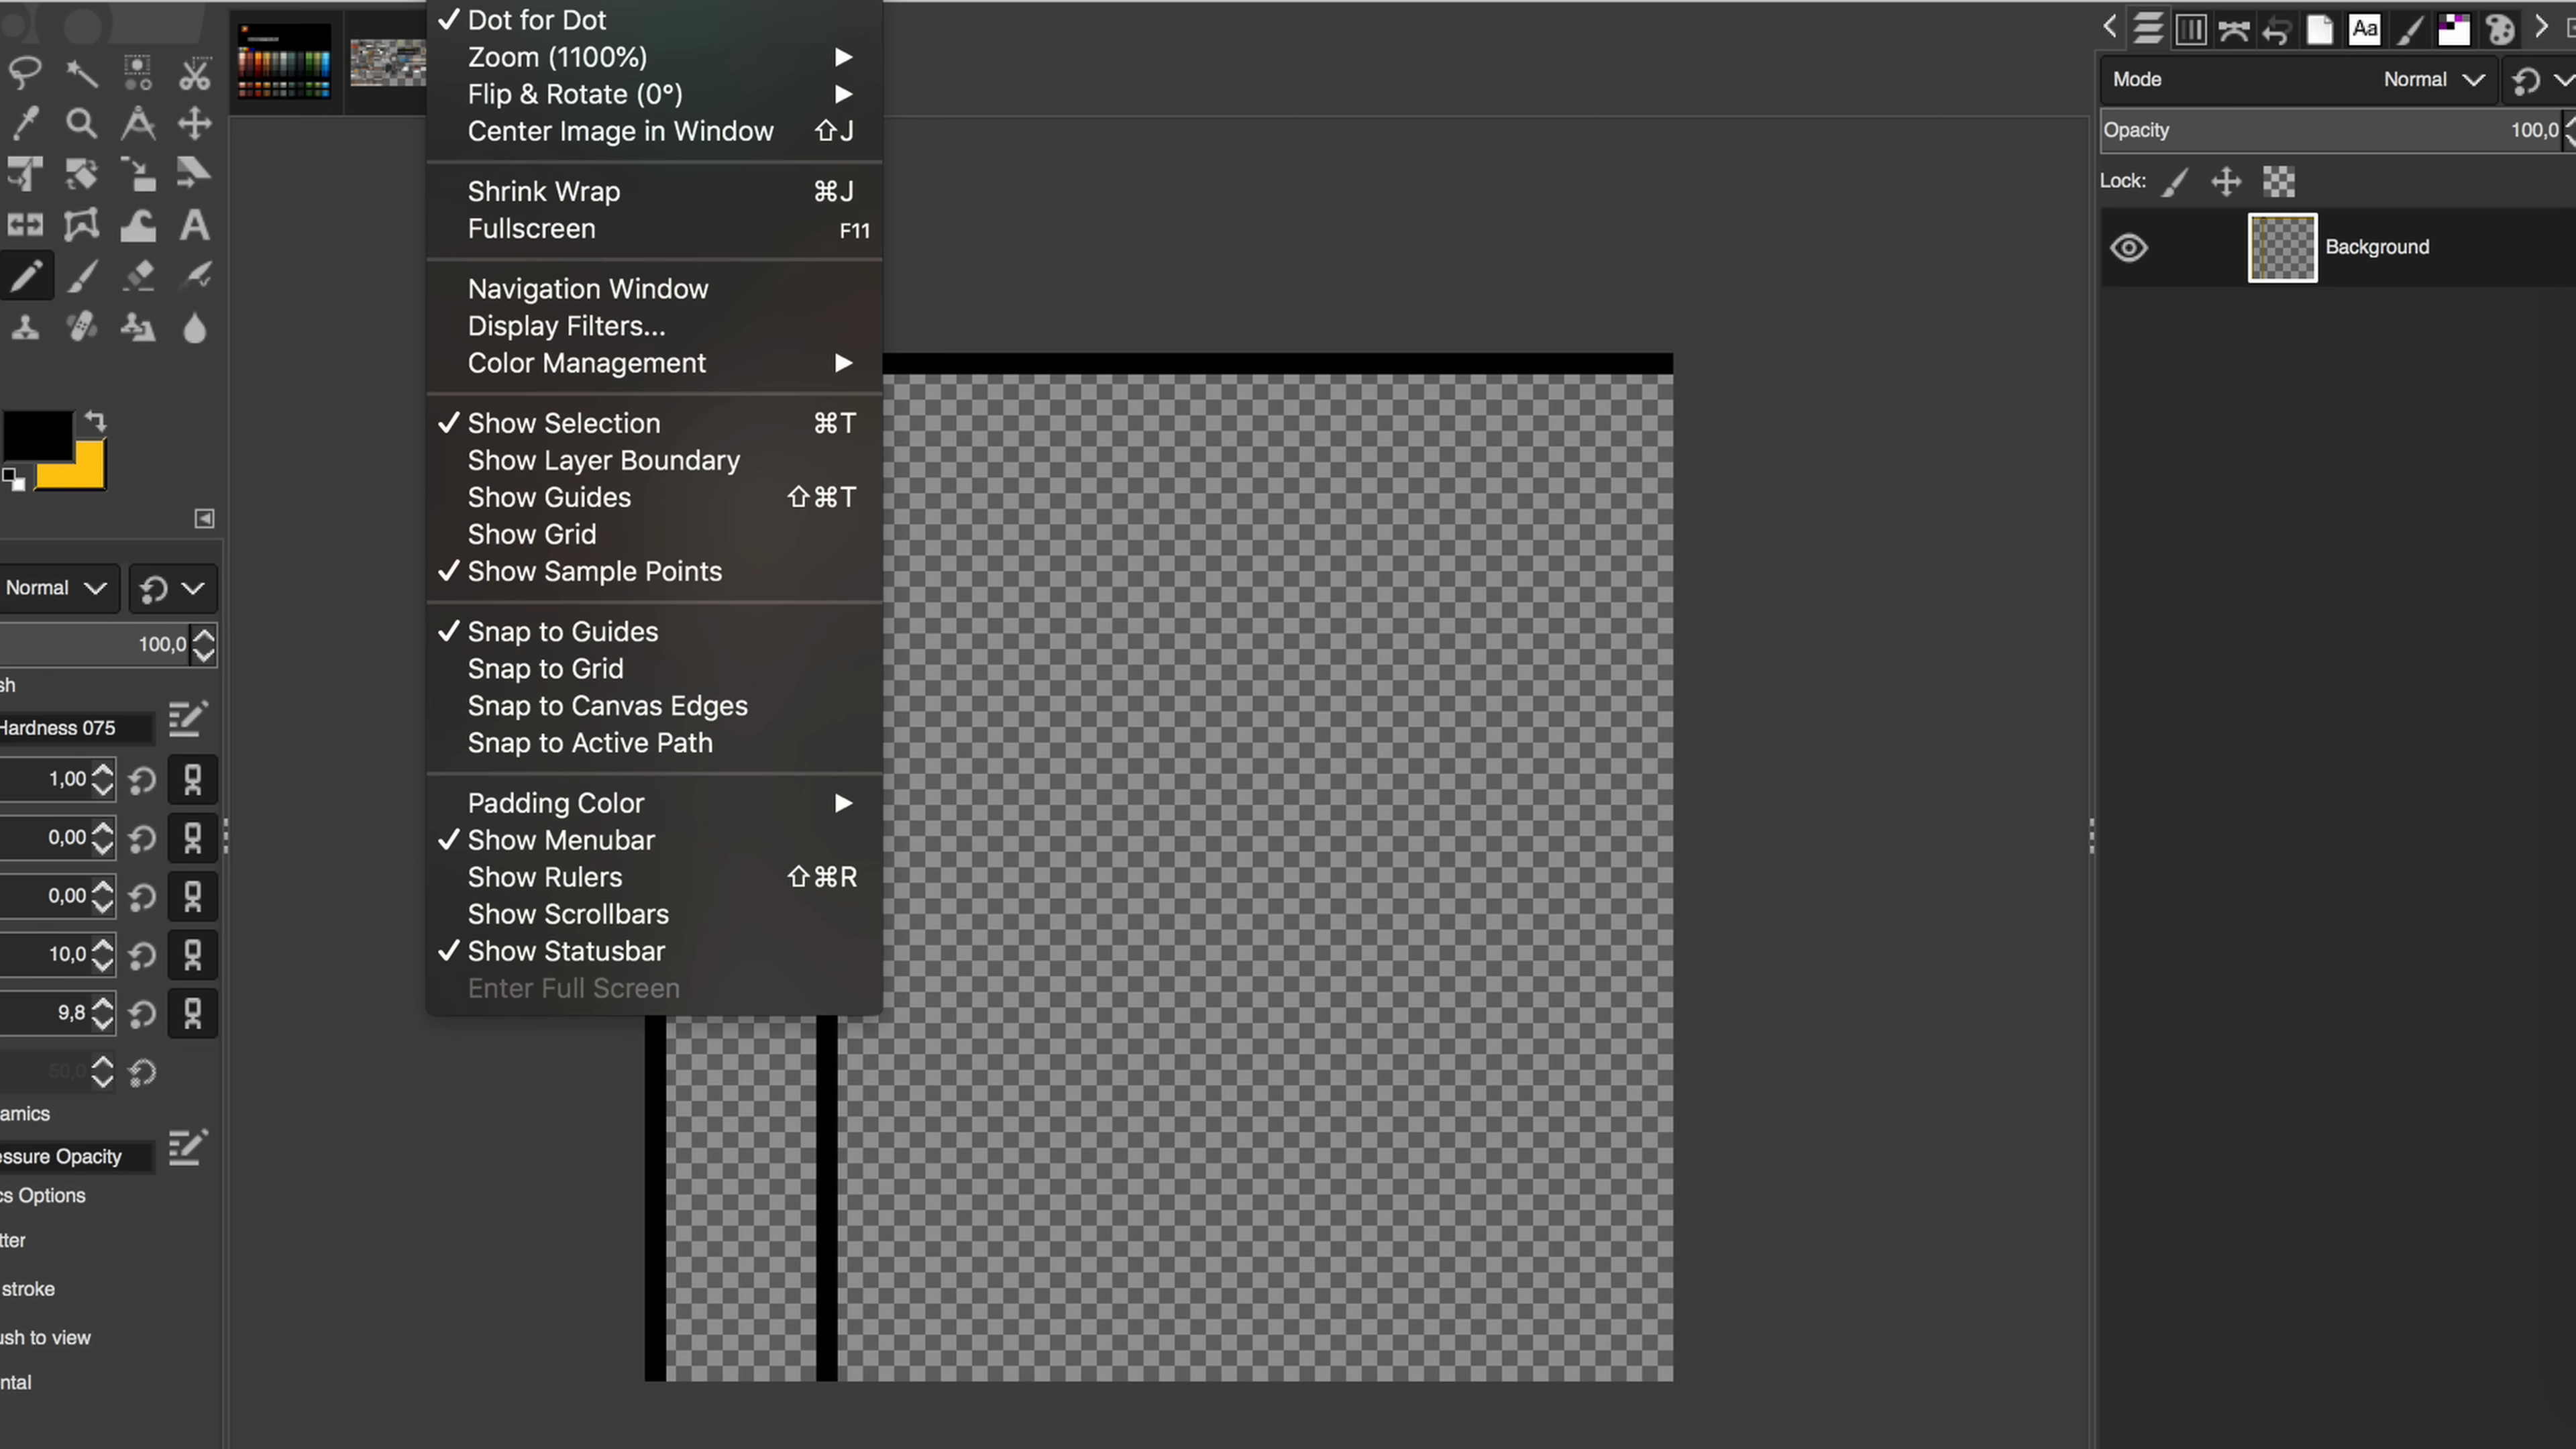 ✓ Dot for Dot
Zoom (1100%) ▶
Flip & Rotate (0°) ▶
Center Image in Window ⇧J
Shrink Wrap ⌘J
Fullscreen F11
Navigation Window
Display Filters...
Color Management ▶
✓ Show Selection ⌘T
Show Layer Boundary
Show Guides ⇧⌘T
Show Grid
✓ Show Sample Points
✓ Snap to Guides
Snap to Grid
Snap to Canvas Edges
Snap to Active Path
Padding Color ▶
✓ Show Menubar
Show Rulers ⇧⌘R
Show Scrollbars
✓ Show Statusbar
Enter Full Screen
Normal
100,0
sh
Hardness 075
1,00
0,00
0,00
10,0
9,8
50,0
amics
essure Opacity
cs Options
tter
stroke
ush to view
ntal
Aa
Mode Normal
Opacity 100,0
Lock:
Background